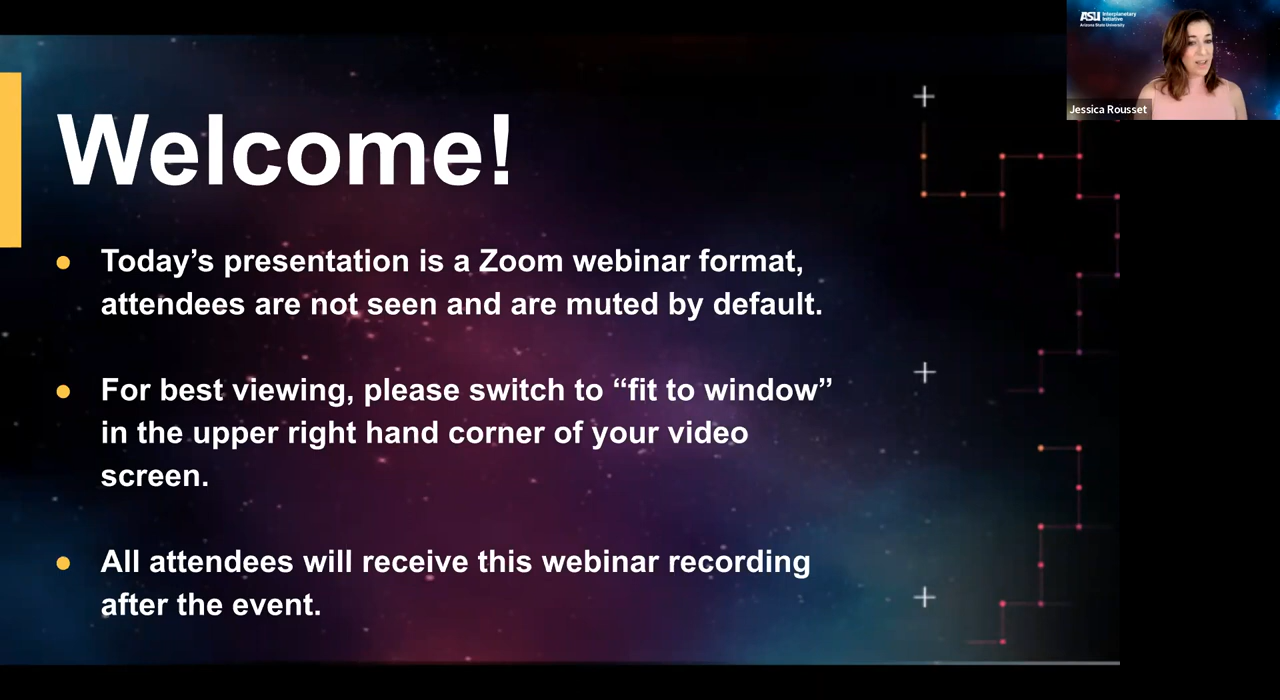 ASU Interplanetary
Initiative
Arizona State University
Jessica Rousset
Welcome!
Today’s presentation is a Zoom webinar format,
attendees are not seen and are muted by default.
For best viewing, please switch to “fit to window”
in the upper right hand corner of your video
screen.
All attendees will receive this webinar recording
after the event.